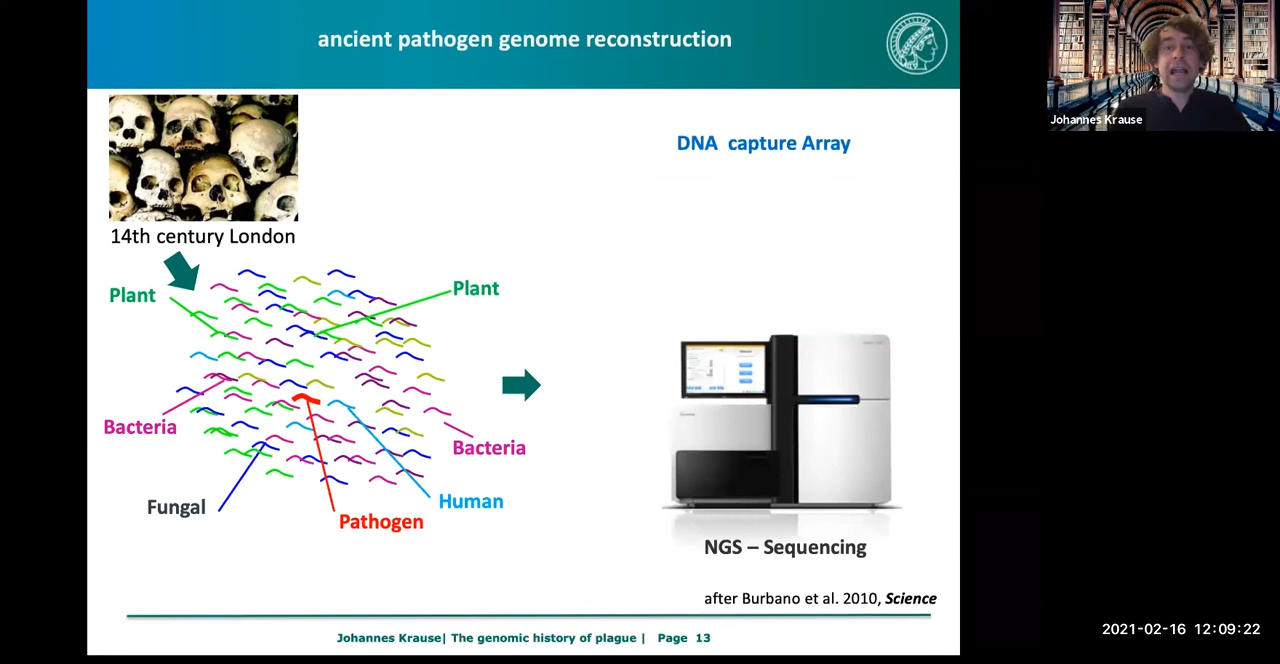 ancient pathogen genome reconstruction
DNA capture Array
14th century London
Plant
Plant
Bacteria
Bacteria
Fungal
Human
Pathogen
NGS – Sequencing
after Burbano et al. 2010, Science
Johannes Krause| The genomic history of plague | Page 13
Johannes Krause
2021-02-16 12:09:22